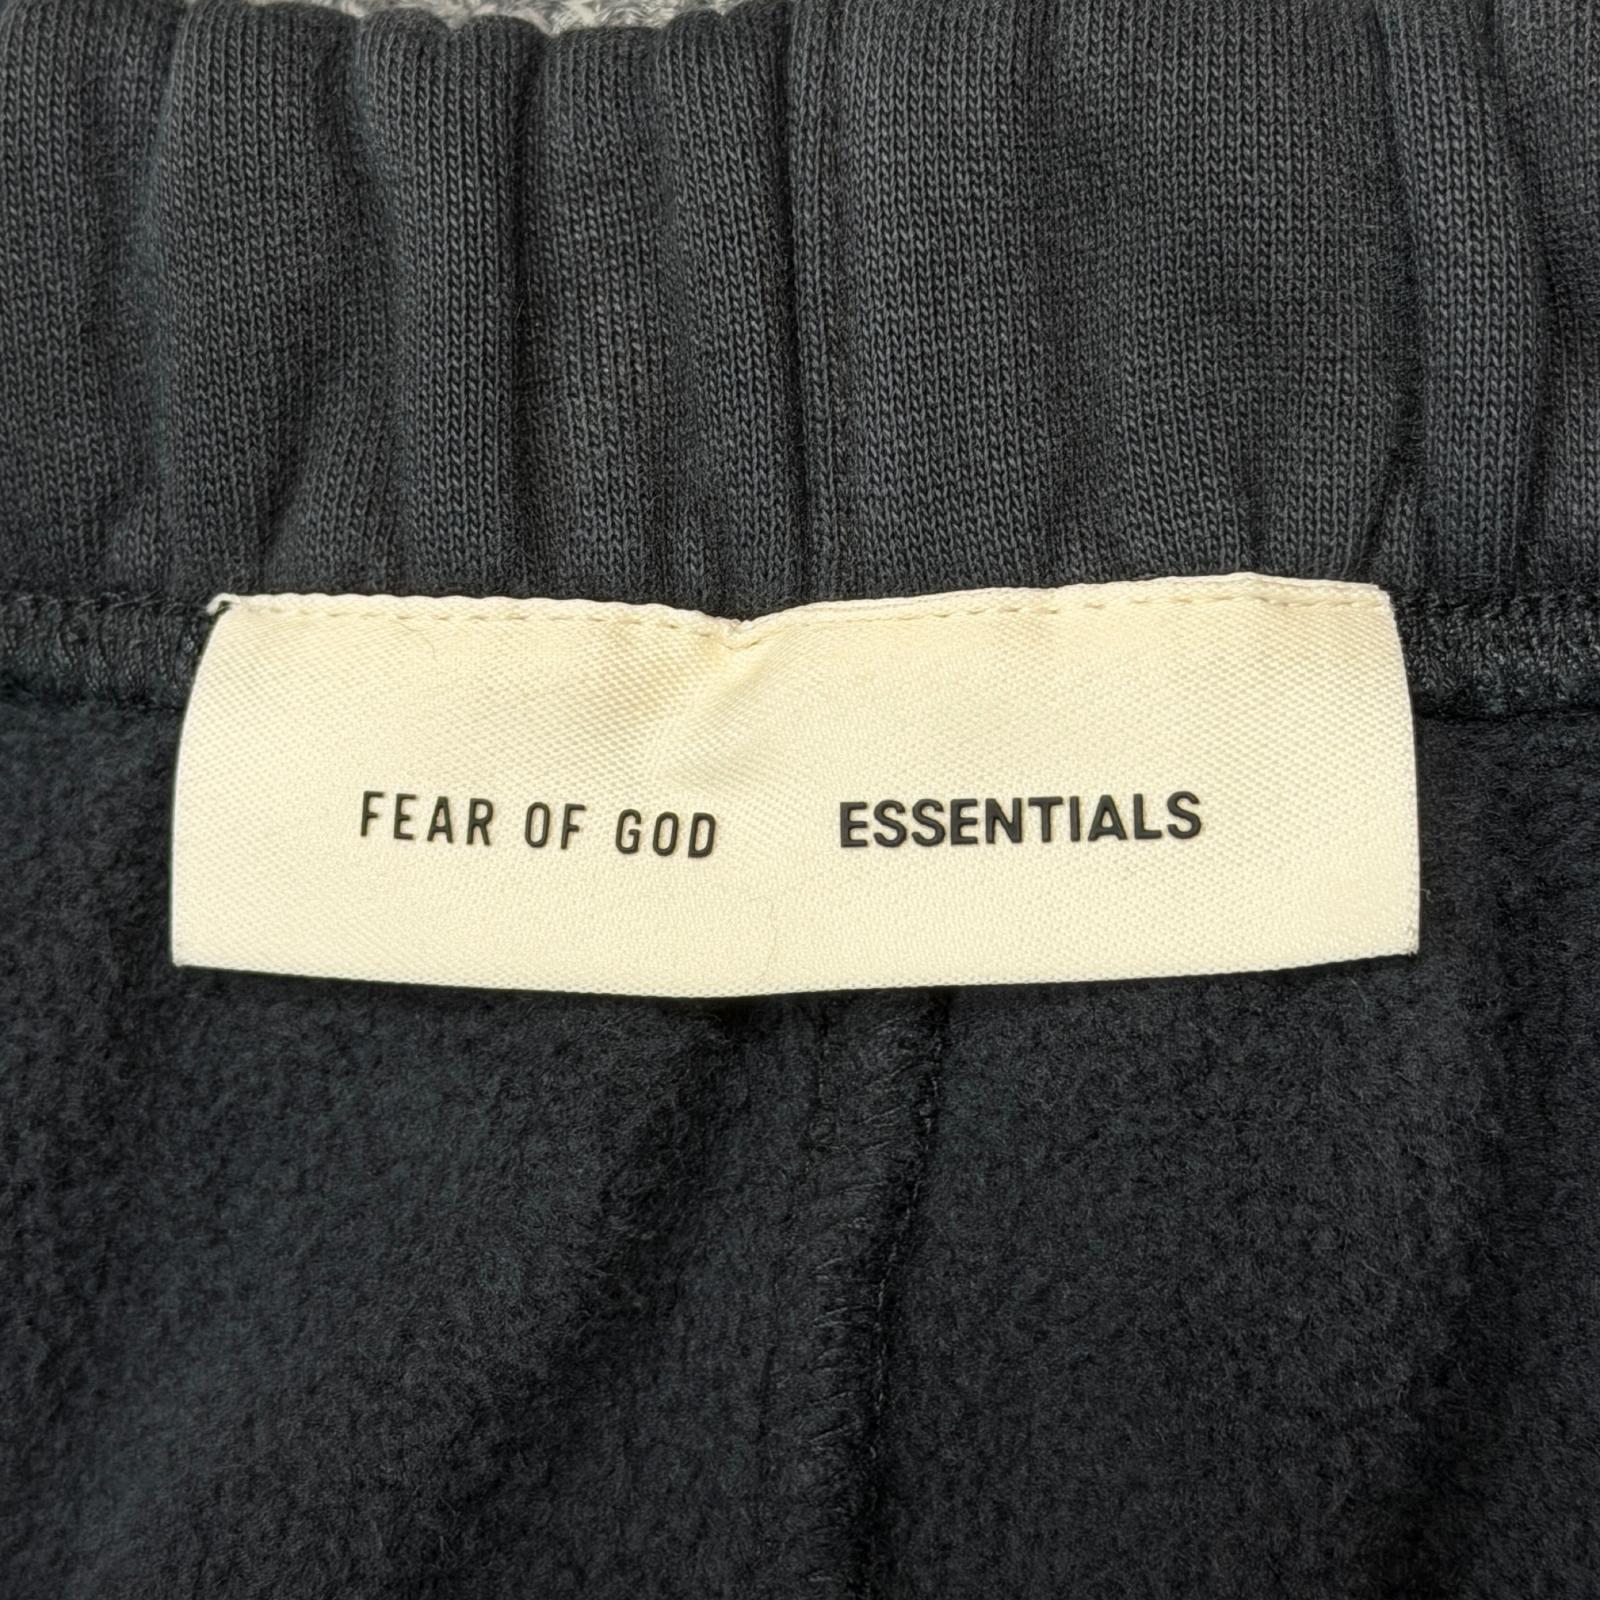 FEAR OF GOD ESSENTIALS